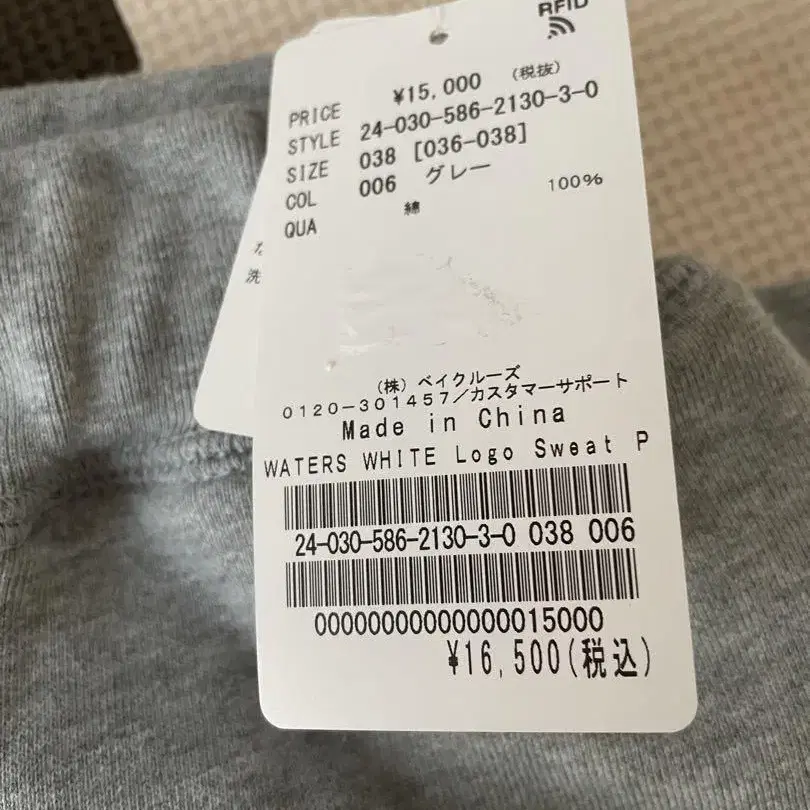 RFID
PRICE ¥15,000 (税抜)
STYLE 24-030-586-2130-3-0
SIZE 038 [036-038]
COL 006 グレー
QUA 綿 100%
洗
(株) ベイクルーズ
0120-301457/カスタマーサポート
Made in China
WATERS WHITE Logo Sweat P
24-030-586-2130-3-0 038 006
00000000000000015000
¥16,500(税込)